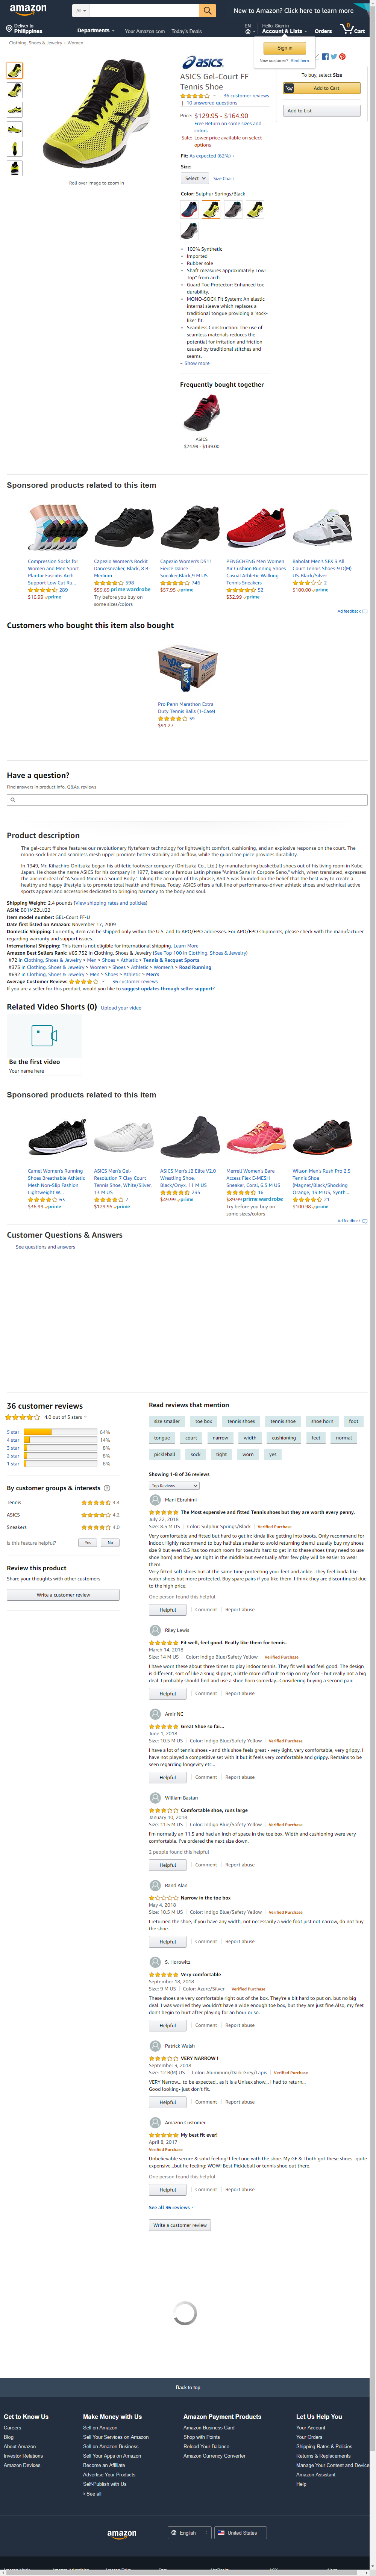 amazon
All
New to Amazon? Click here to learn more
Deliver to
Philippines
Departments
Your Amazon.com
Today's Deals
EN
Hello, Sign in
Account & Lists
Orders
0
Cart
Sign in
New customer? Start here.
Clothing, Shoes & Jewelry › Women
Roll over image to zoom in
asics
ASICS Gel-Court FF
Tennis Shoe
36 customer reviews
| 10 answered questions
Price: $129.95 - $164.90
Free Return on some sizes and
colors
Sale: Lower price available on select
options
Fit: As expected (62%)
Size:
Select
Size Chart
Color: Sulphur Springs/Black
• 100% Synthetic
• Imported
• Rubber sole
• Shaft measures approximately Low-
Top" from arch
• Guard Toe Protector: Enhanced toe
durability.
• MONO-SOCK Fit System: An elastic
internal sleeve which replaces a
traditional tongue providing a "sock-
like" fit.
• Seamless Construction: The use of
seamless materials reduces the
potential for irritation and friction
caused by traditional stitches and
seams.
Show more
To buy, select Size
Add to Cart
Add to List
Frequently bought together
ASICS
$74.99 - $139.00
Sponsored products related to this item
Compression Socks for
Women and Men Sport
Plantar Fasciitis Arch
Support Low Cut Ru...
289
$16.99 prime
Capezio Women's Rockit
Dancesneaker, Black, 8 B-
Medium
598
$59.69 prime wardrobe
Try before you buy on
some sizes/colors
Capezio Women's DS11
Fierce Dance
Sneaker,Black,9 M US
746
$57.95 prime
PENGCHENG Men Women
Air Cushion Running Shoes
Casual Athletic Walking
Tennis Sneakers
52
$32.99 prime
Babolat Men's SFX 3 All
Court Tennis Shoes-9 D(M)
US-Black/Silver
2
$100.00 prime
Ad feedback
Customers who bought this item also bought
Pro Penn Marathon Extra
Duty Tennis Balls (1-Case)
59
$91.27
Have a question?
Find answers in product info, Q&As, reviews
Product description
The gel-court ff shoe features our revolutionary flyefoam technology for lightweight comfort, cushioning, and an explosive response on the court. The
mono-sock liner and seamless mesh upper promote better stability and airflow, while the guard toe piece provides durability.
In 1949, Mr. Kihachiro Onitsuka began his athletic footwear company (Onitsuka Co., Ltd.) by manufacturing basketball shoes out of his living room in Kobe,
Japan. He chose the name ASICS for his company in 1977, based on a famous Latin phrase "Anima Sana In Corpore Sano", which, when translated, expresses
the ancient ideal of "A Sound Mind in a Sound Body." Taking the acronym of this phrase, ASICS was founded on the belief that the best way to create a
healthy and happy lifestyle is to promote total health and fitness. Today, ASICS offers a full line of performance-driven athletic shoes and technical active
sports apparel and accessories dedicated to bringing harmony to the body and soul.
Shipping Weight: 2.4 pounds (View shipping rates and policies)
ASIN: B01MZ2UJ22
Item model number: GEL-Court FF-U
Date first listed on Amazon: November 17, 2009
Domestic Shipping: Currently, item can be shipped only within the U.S. and to APO/FPO addresses. For APO/FPO shipments, please check with the manufacturer
regarding warranty and support issues.
International Shipping: This item is not eligible for international shipping. Learn More
Amazon Best Sellers Rank: #83,752 in Clothing, Shoes & Jewelry (See Top 100 in Clothing, Shoes & Jewelry)
#72 in Clothing, Shoes & Jewelry > Men > Shoes > Athletic > Tennis & Racquet Sports
#375 in Clothing, Shoes & Jewelry > Women > Shoes > Athletic > Women's > Road Running
#128 in Clothing, Shoes & Jewelry > Men > Shoes > Athletic > Men's
Average Customer Review: 36 customer reviews
If you are a seller for this product, would you like to suggest updates through seller support?
Related Video Shorts (0) Upload your video
Be the first video
Your name here
Sponsored products related to this item
Camel Women's Running
Shoes Breathable Athletic
Mesh Non-Slip Fashion
Lightweight W...
63
$36.99 prime
ASICS Men's Gel-
Resolution 7 Clay Court
Tennis Shoe, White/Silver,
13 M US
7
$129.95 prime
ASICS Men's JB Elite V2.0
Wrestling Shoe,
Black/Onyx, 11 M US
235
$49.99 prime
Merrell Women's Bare
Access Flex E-MESH
Sneaker, Coral, 6.5 M US
16
$89.99 prime wardrobe
Try before you buy on
some sizes/colors
Wilson Men's Rush Pro 2.5
Tennis Shoe
(Magnet/Black/Shocking
Orange, 13 M US, Synth...
21
$100.98 prime
Ad feedback
Customer Questions & Answers
See questions and answers
36 customer reviews
4.0 out of 5 stars
5 star 64%
4 star 14%
3 star 8%
2 star 8%
1 star 6%
By customer groups & interests
Tennis 4.4
ASICS 4.2
Sneakers 4.0
Is this feature helpful? Yes No
Review this product
Share your thoughts with other customers
Write a customer review
Read reviews that mention
size smaller
toe box
tennis shoes
tennis shoe
shoe horn
foot
tongue
court
narrow
width
cushioning
feet
normal
pickleball
sock
tight
worn
yes
Showing 1-8 of 36 reviews
Top Reviews
Mani Ebrahimi
The Most expensive and fitted Tennis shoes but they are worth every penny.
July 22, 2018
Size: 8.5 M US | Color: Sulphur Springs/Black | Verified Purchase
Very comfortable and fitted but hard to get in; kinda like getting into boots. Only recommend for
indoor.Highly recommend to buy half size smaller to avoid returning them.I usually buy
size 9 but even 8.5 has too much room for toes and was hard to get in (you must have a shoe
horn) and they are tight in the middle but eventually after few play will be easier to wear
them.
Very fitted soft shoes but at the same time protecting your feet and ankle. They feel kinda like
water shoes but more protected. Buy spare pairs if you like them. I think they are discontinued due
to the high price.
One person found this helpful
Helpful
Comment
Report abuse
Riley Lewis
Fit well, feel good. Really like them for tennis.
March 14, 2018
Size: 14 M US | Color: Indigo Blue/Safety Yellow | Verified Purchase
I have worn these about three times to play indoor tennis. They fit well and feel good. The design
is different, sort of like a snug slipper; a little more difficult to slip on my foot - but really not a big
deal. I probably should find and use a shoe horn someday...Considering buying a second pair.
Helpful
Comment
Report abuse
Amir NC
Great Shoe so far...
June 1, 2018
Size: 10.5 M US | Color: Indigo Blue/Safety Yellow | Verified Purchase
I have a lot of tennis shoes - and this shoe feels great - very light, very comfortable, very grippy. I
have not played a competitive set with it but it feels very comfortable and grippy. Remains to be
seen regarding longevity etc...
Helpful
Comment
Report abuse
William Bastan
Comfortable shoe, runs large
January 10, 2018
Size: 11.5 M US | Color: Indigo Blue/Safety Yellow | Verified Purchase
I'm normally an 11.5 and had an inch of space in the toe box. Width and cushioning were very
comfortable. I've ordered the next size down.
2 people found this helpful
Helpful
Comment
Report abuse
Rand Alan
Narrow in the toe box
May 4, 2018
Size: 10.5 M US | Color: Indigo Blue/Safety Yellow | Verified Purchase
I returned the shoe, if you have any width, not necessarily a wide foot just not narrow, do not buy
the shoe.
Helpful
Comment
Report abuse
S. Horowitz
Very comfortable
September 18, 2018
Size: 9 M US | Color: Azure/Silver | Verified Purchase
These shoes are very comfortable right out of the box. They're a bit hard to put on, but no big
deal. I was worried they wouldn't have a wide enough toe box, but they are just fine.Also, my feet
don't begin to hurt after playing far an hour or so.
Helpful
Comment
Report abuse
Patrick Walsh
VERY NARROW !
September 3, 2018
Size: 12 B(M) US | Color: Aluminum/Dark Grey/Lapis | Verified Purchase
VERY Narrow... to be expected.. as it is a Unisex show... I had to return...
Good looking- just don't fit.
Helpful
Comment
Report abuse
Amazon Customer
My best fit ever!
April 8, 2017
Verified Purchase
Unbelievable secure & solid feeling! I feel one with the shoe. My GF & I both got these shoes -quite
expensive...but he feeling: WOW! Best Pickleball or tennis shoe out there.
One person found this helpful
Helpful
Comment
Report abuse
See all 36 reviews
Write a customer review
Back to top
Get to Know Us
Careers
Blog
About Amazon
Investor Relations
Amazon Devices
Make Money with Us
Sell on Amazon
Sell Your Services on Amazon
Sell on Amazon Business
Sell Your Apps on Amazon
Become an Affiliate
Advertise Your Products
Self-Publish with Us
› See all
Amazon Payment Products
Amazon Business Card
Shop with Points
Reload Your Balance
Amazon Currency Converter
Let Us Help You
Your Account
Your Orders
Shipping Rates & Policies
Returns & Replacements
Manage Your Content and Device
Amazon Assistant
Help
amazon
English
United States